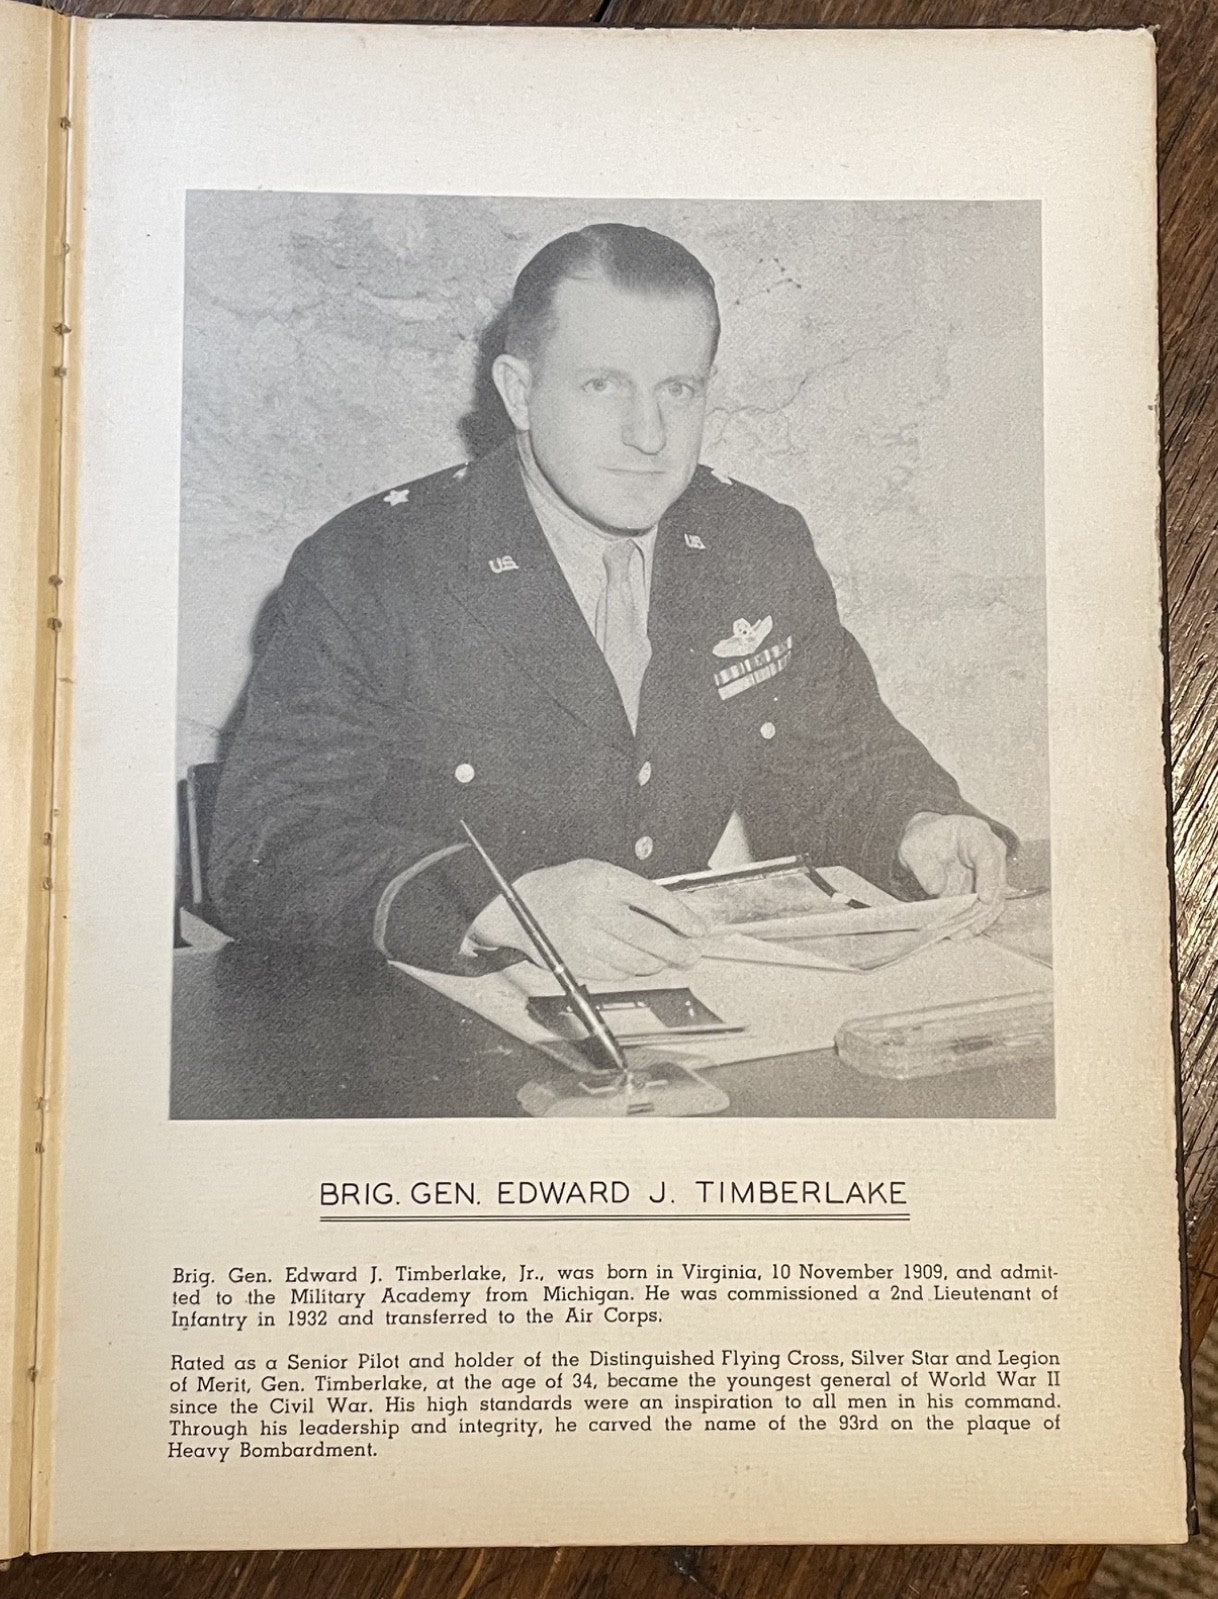 US
US
BRIG. GEN. EDWARD J. TIMBERLAKE
Brig. Gen. Edward J. Timberlake, Jr., was born in Virginia, 10 November 1909, and admit-
ted to the Military Academy from Michigan. He was commissioned a 2nd Lieutenant of
Infantry in 1932 and transferred to the Air Corps.
Rated as a Senior Pilot and holder of the Distinguished Flying Cross, Silver Star and Legion
of Merit, Gen. Timberlake, at the age of 34, became the youngest general of World War II
since the Civil War. His high standards were an inspiration to all men in his command.
Through his leadership and integrity, he carved the name of the 93rd on the plaque of
Heavy Bombardment.